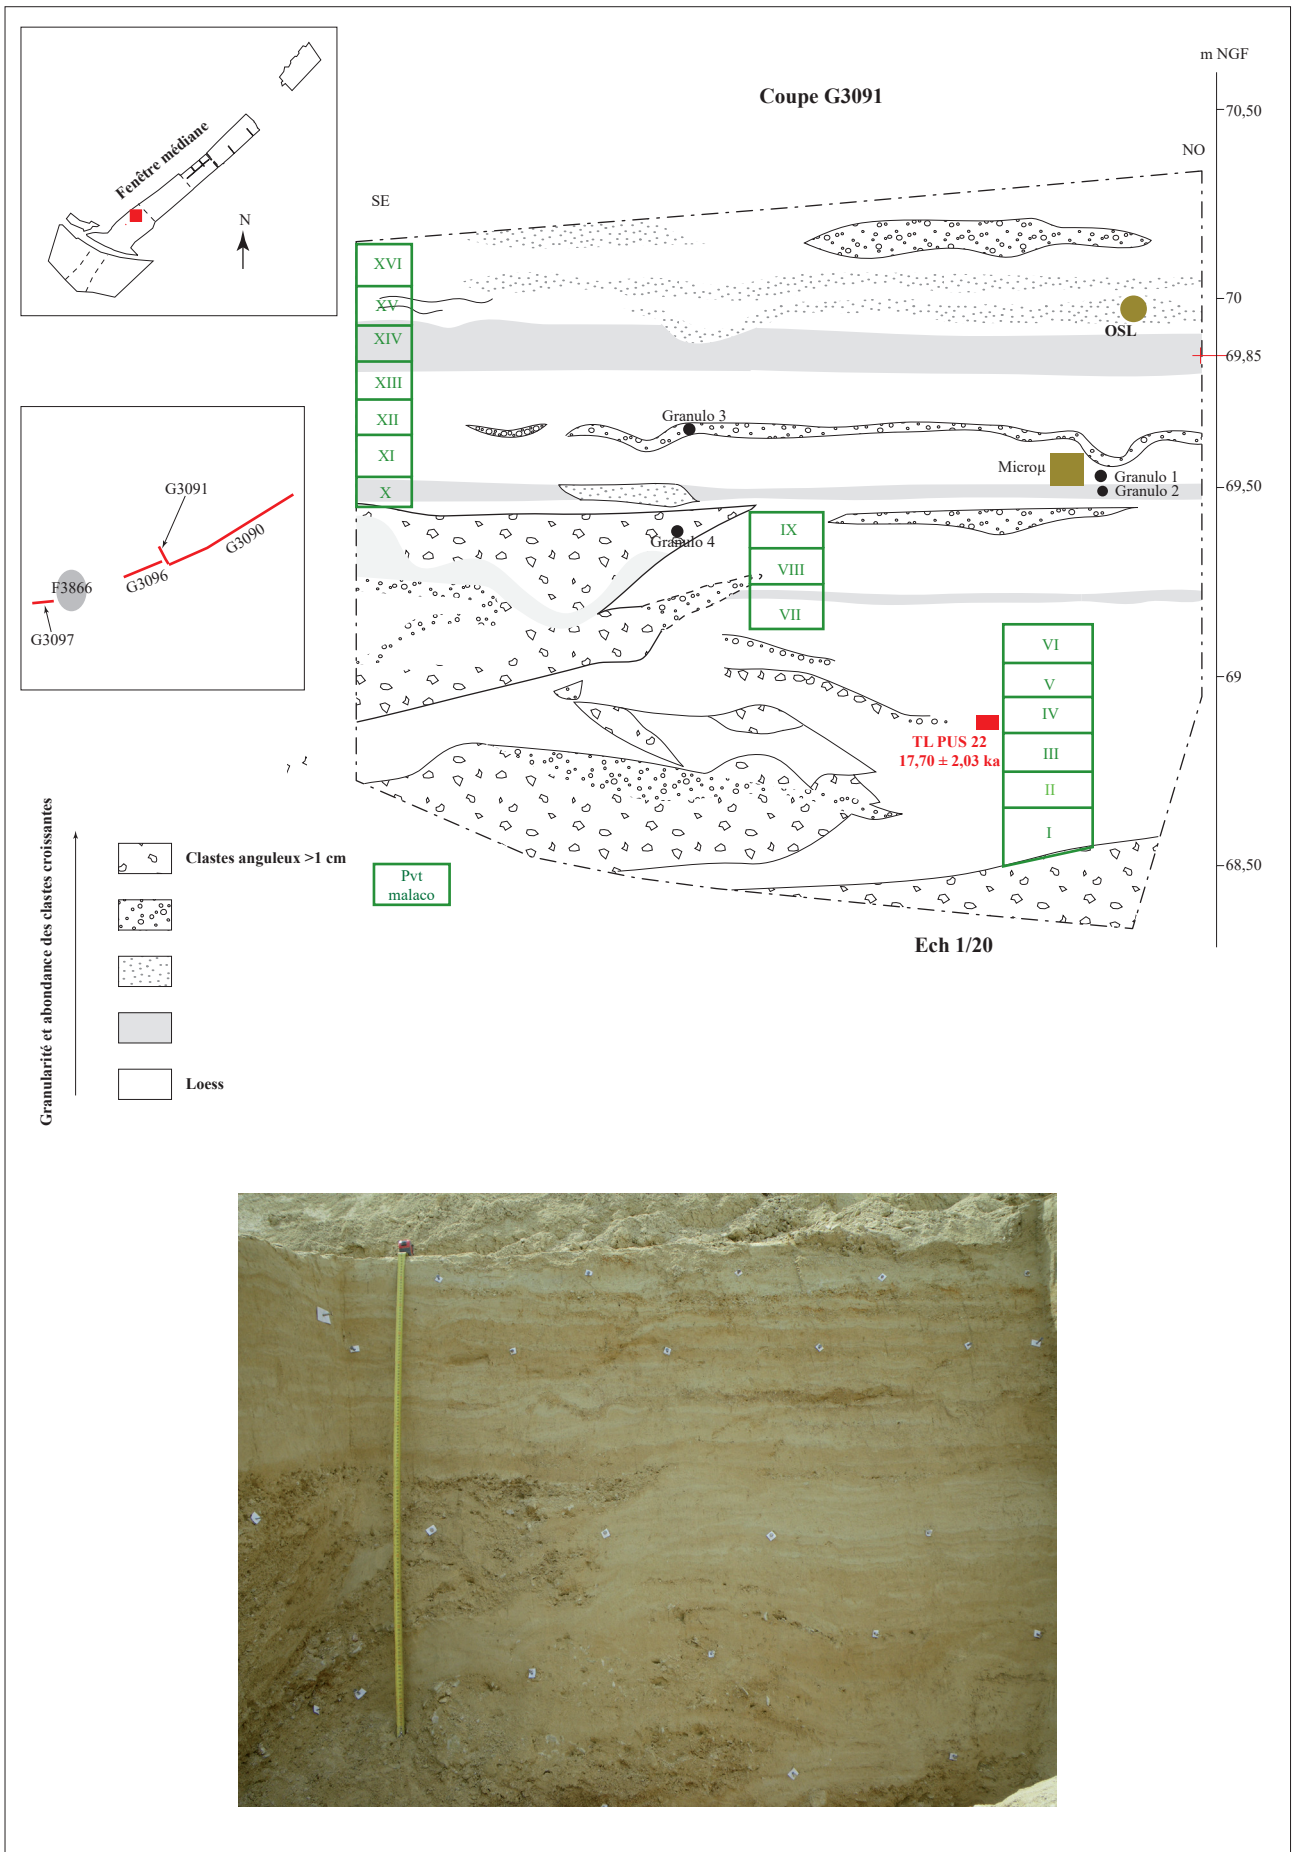 m NGF
Coupe G3091
70,50
Fenêtre médiane
N
NO
SE
XVI
XV
XIV
XIII
XII
XI
X
70
OSL
69,85
Granulo 3
Microµ
Granulo 1
Granulo 2
69,50
Granulo 4
IX
VIII
VII
G3091
G3090
G3096
F3866
G3097
VI
V
IV
III
II
I
69
TL PUS 22
17,70 ± 2,03 ka
68,50
Granularité et abondance des clastes croissantes
Clastes anguleux >1 cm
Pvt
malaco
Ech 1/20
Loess